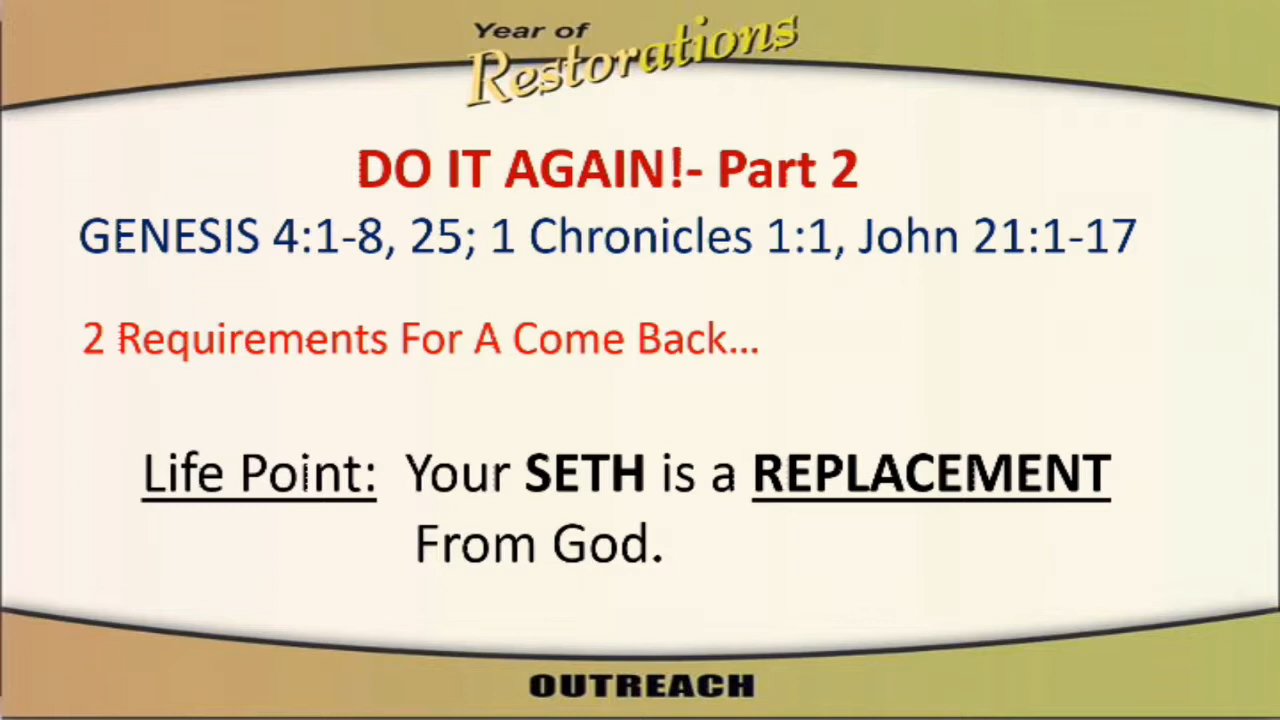 Year of
Restorations
DO IT AGAIN!- Part 2
GENESIS 4:1-8, 25; 1 Chronicles 1:1, John 21:1-17
2 Requirements For A Come Back...
Life Point: Your SETH is a REPLACEMENT
From God.
OUTREACH